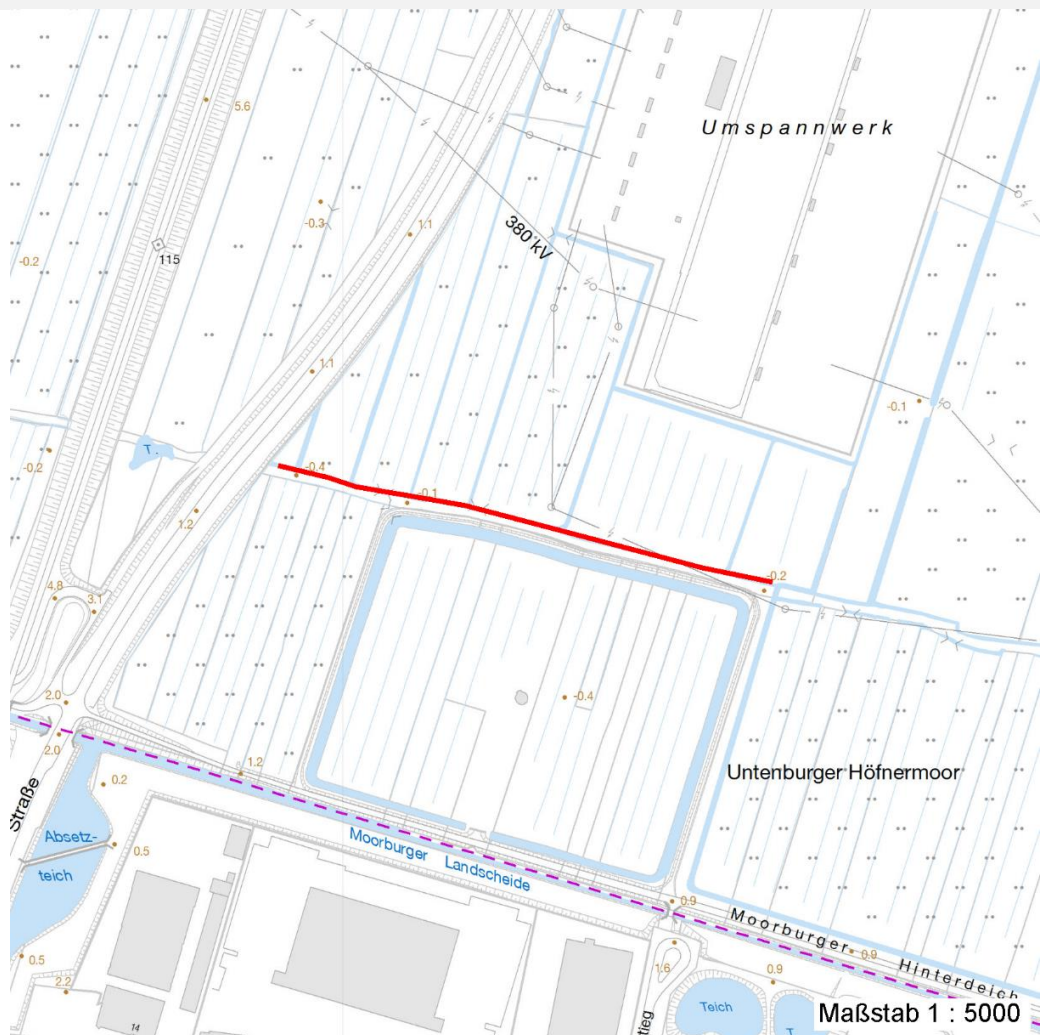 5.6
Umspannwerk
-0.3
1.1
380 kV
-0.2
115
1.1
-0.1
T.
-0.2
-0.4
-0.1
1.2
-0.2
4.8
3.1
2.0
-0.4
2.0
Untenburger Höfnermoor
1.2
0.2
Straße
Moorburger Landscheide
Absetz-
teich
0.5
0.9
Moorburger Hinterdeich
0.9
0.5
1.6
0.9
2.2
Teich
tieg
14
T.
Maßstab 1 : 5000